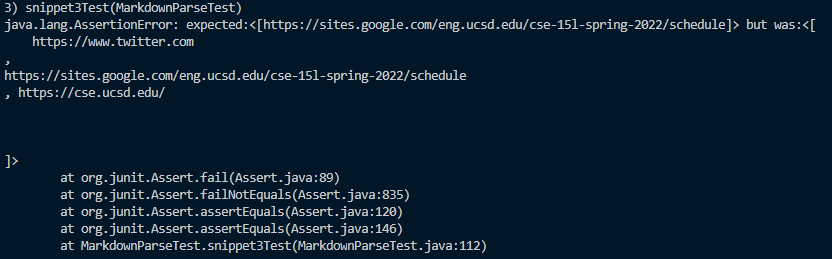 3) snippet3Test(MarkdownParseTest)
java.lang.AssertionError: expected:<[https://sites.google.com/eng.ucsd.edu/cse-15l-spring-2022/schedule]> but was:<[
    https://www.twitter.com
,
https://sites.google.com/eng.ucsd.edu/cse-15l-spring-2022/schedule
, https://cse.ucsd.edu/
]>
        at org.junit.Assert.fail(Assert.java:89)
        at org.junit.Assert.failNotEquals(Assert.java:835)
        at org.junit.Assert.assertEquals(Assert.java:120)
        at org.junit.Assert.assertEquals(Assert.java:146)
        at MarkdownParseTest.snippet3Test(MarkdownParseTest.java:112)